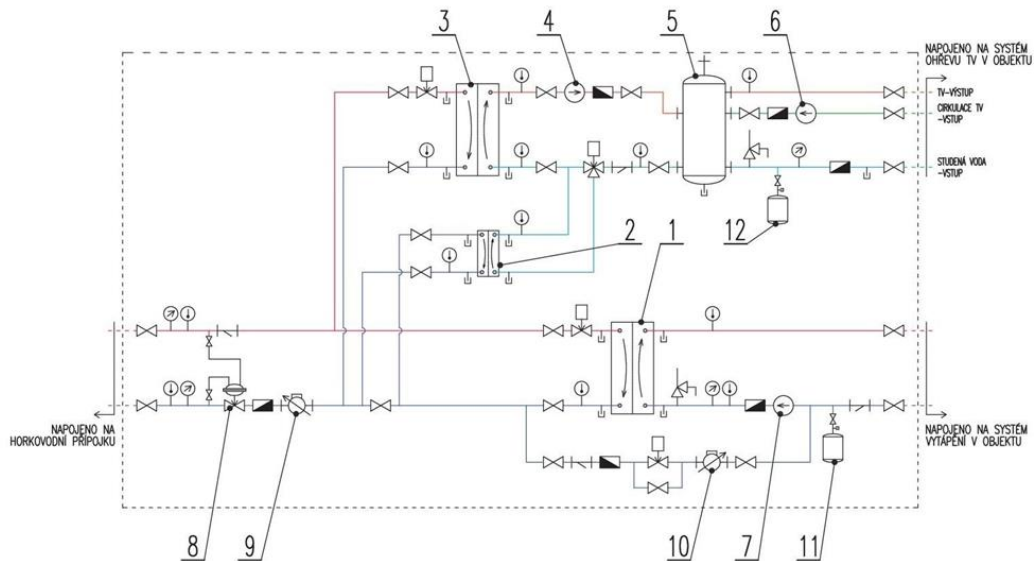 3
4
5
6
NAPOJENO NA SYSTÉM
OHŘEVU TV V OBJEKTU
TV-VÝSTUP
CIRKULACE TV
-VSTUP
STUDENÁ VODA
-VSTUP
12
2
1
NAPOJENO NA
HORKOVODNÍ PŘÍPOJKU
NAPOJENO NA SYSTÉM
VYTÁPĚNÍ V OBJEKTU
8
9
10
7
11